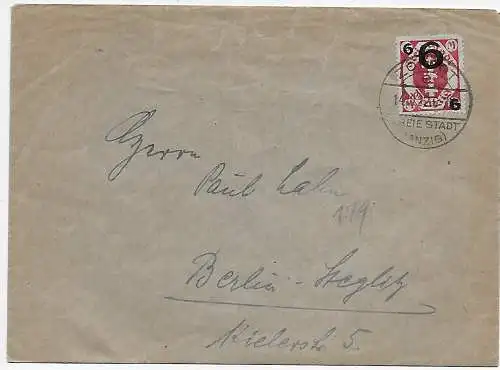 6 6 6
FREIE STADT
DANZIG
Herrn
Paul Lahn
Berlin-Steglitz
Kielerstr. 5.